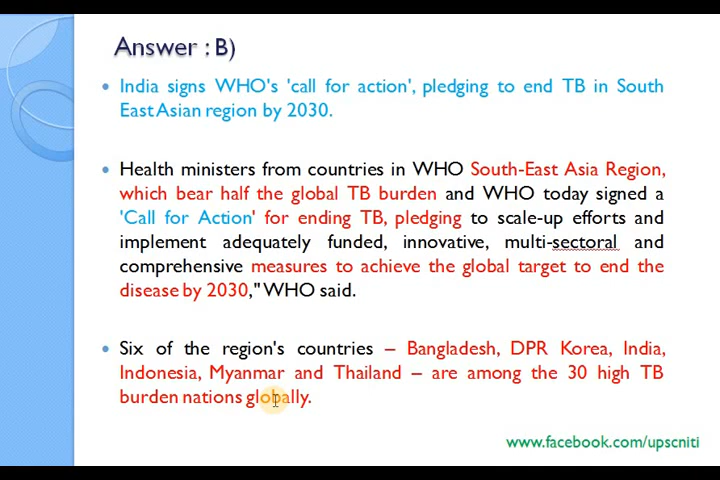 Answer : B)
India signs WHO's 'call for action', pledging to end TB in South
East Asian region by 2030.
Health ministers from countries in WHO South-East Asia Region,
which bear half the global TB burden and WHO today signed a
'Call for Action' for ending TB, pledging to scale-up efforts and
implement adequately funded, innovative, multi-sectoral and
comprehensive measures to achieve the global target to end the
disease by 2030," WHO said.
Six of the region's countries – Bangladesh, DPR Korea, India,
Indonesia, Myanmar and Thailand – are among the 30 high TB
burden nations globally.
www.facebook.com/upscniti